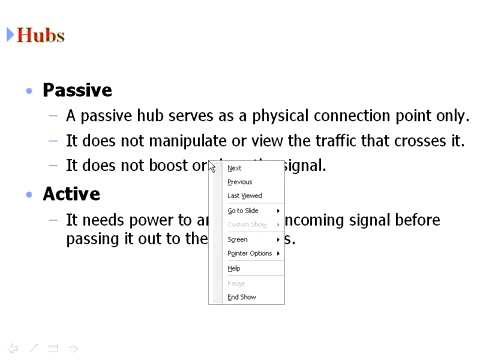 Hubs
Passive
A passive hub serves as a physical connection point only.
It does not manipulate or view the traffic that crosses it.
It does not boost or signal.
Active
It needs power to incoming signal before
passing it out to the
Next
Previous
Last Viewed
Go to Slide
Custom Show
Screen
Pointer Options
Help
Pause
End Show